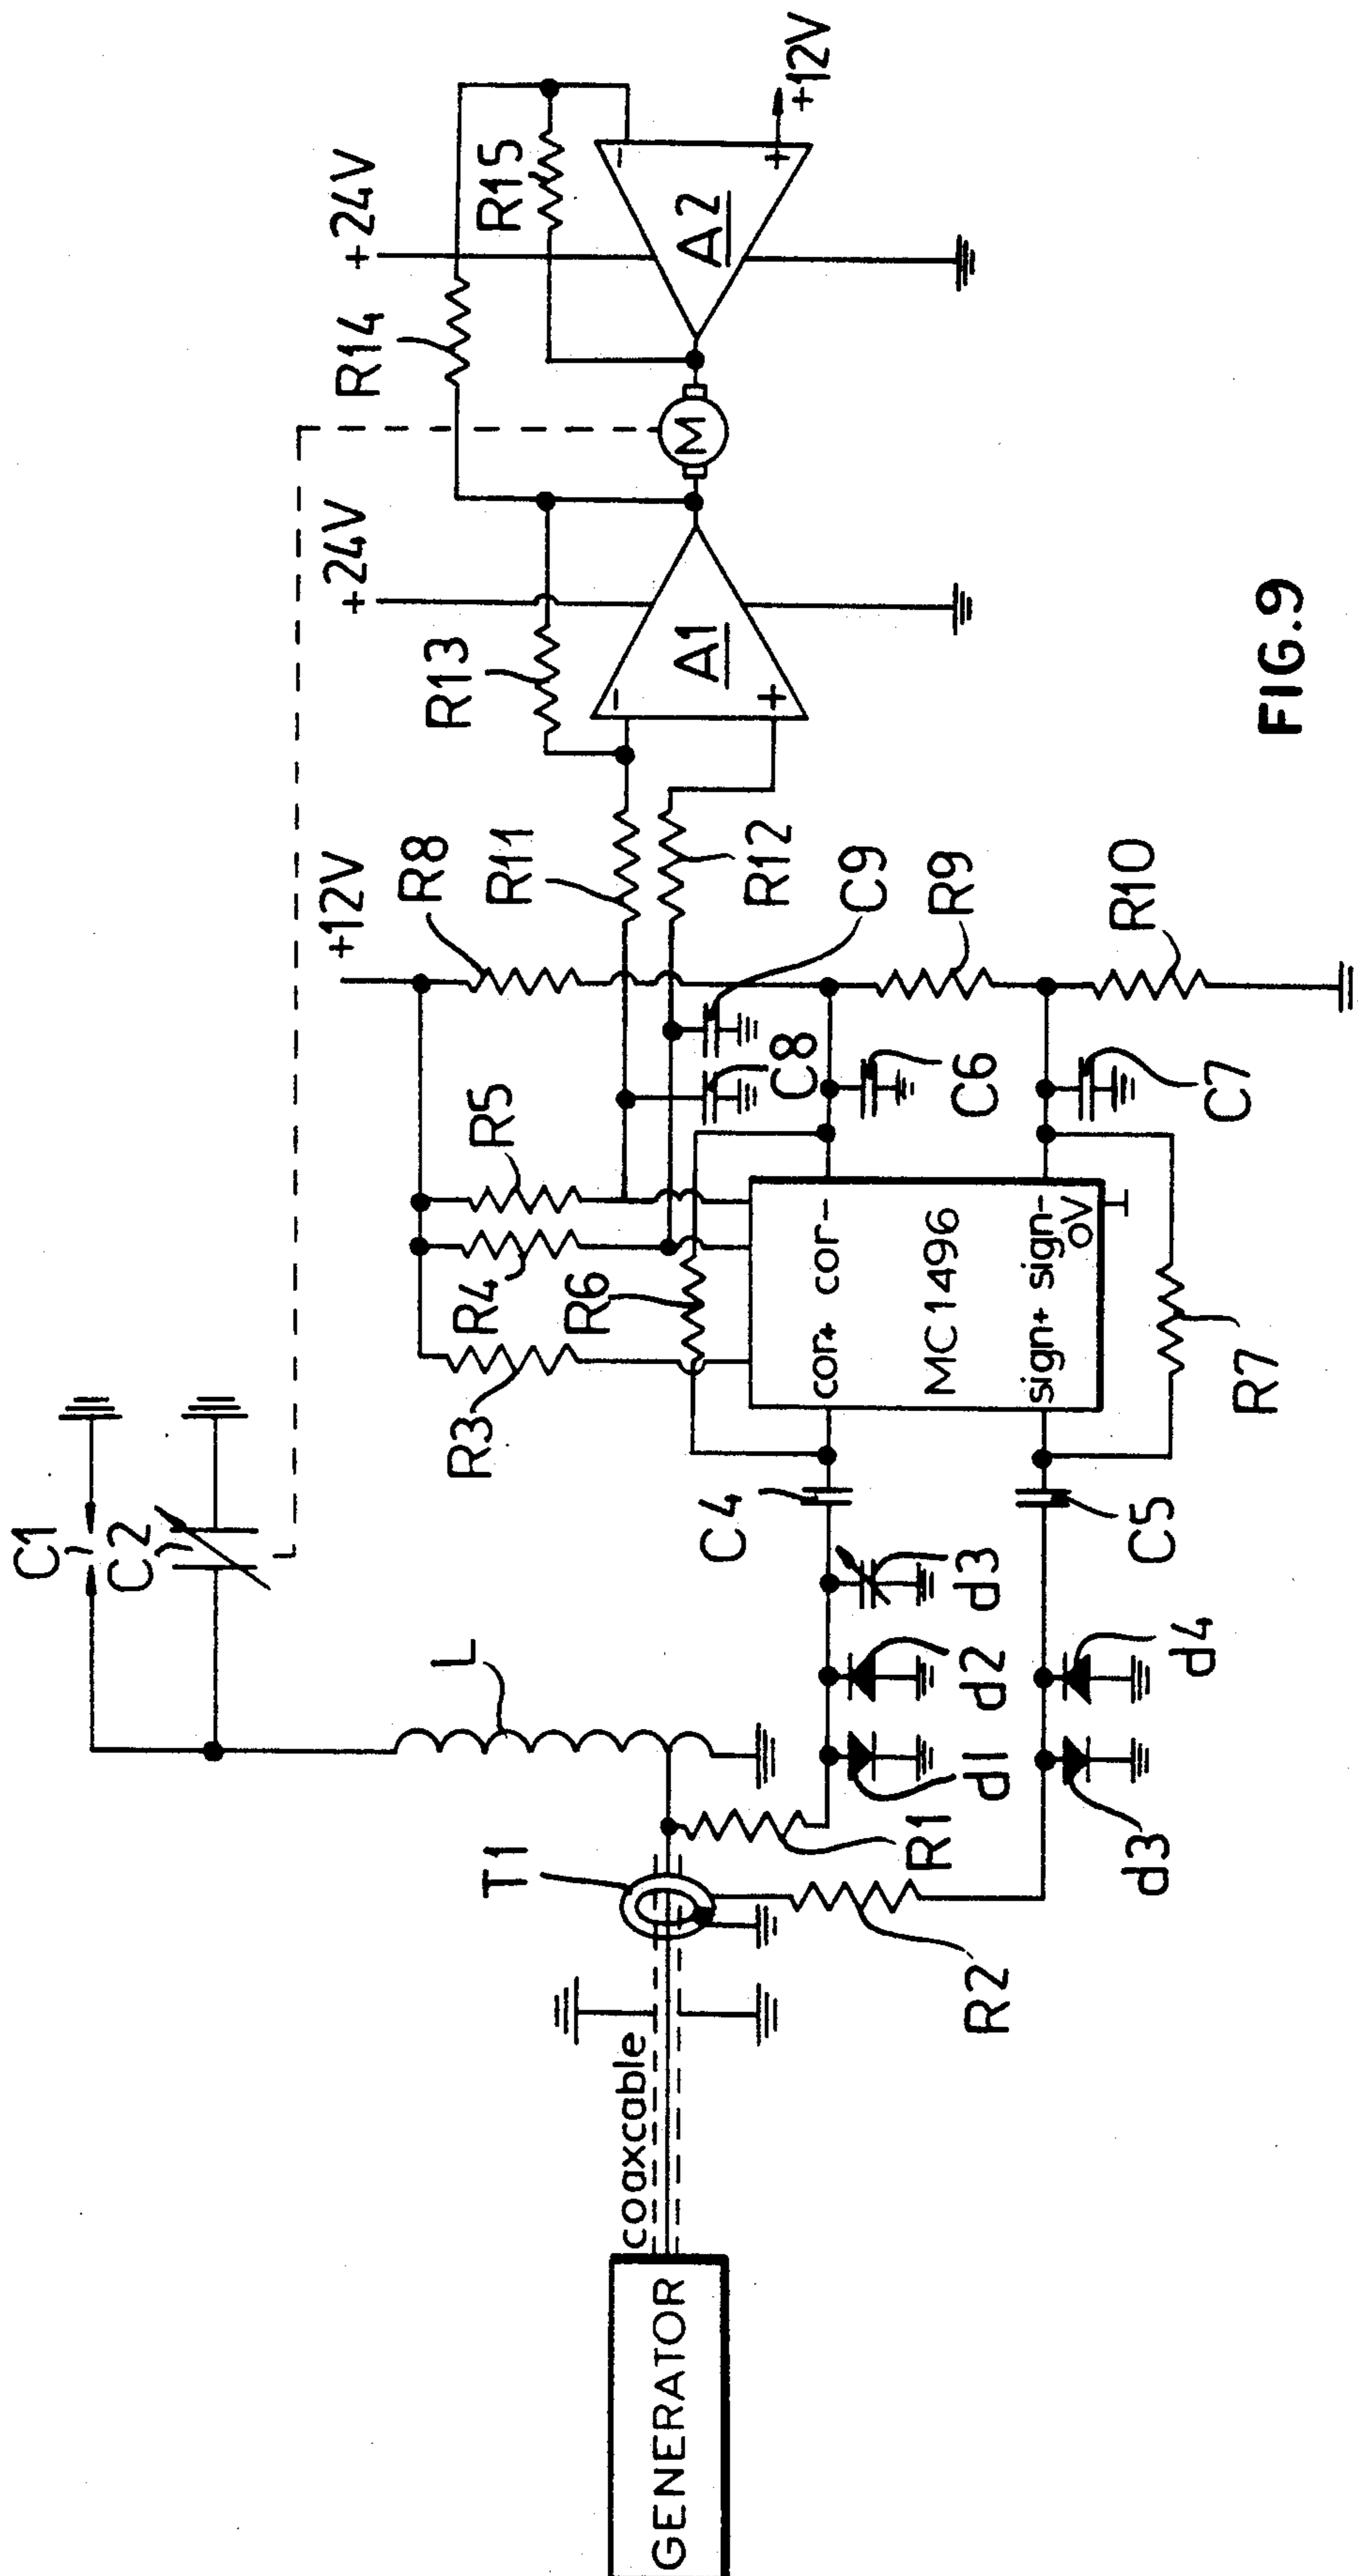 GENERATOR
coaxcable
T1
R2
R1
L
C1
C2
d1
d2
d3
d3
d4
C4
C5
R3
R4
R5
R6
R7
cor+ cor-
MC1496
sign+ sign-
0V
+12V
R8
C8
C9
C6
C7
R9
R10
R11
R12
R13
+24V
A1
-
+
M
R14
+24V
R15
A2
-
+
+12V
FIG.9